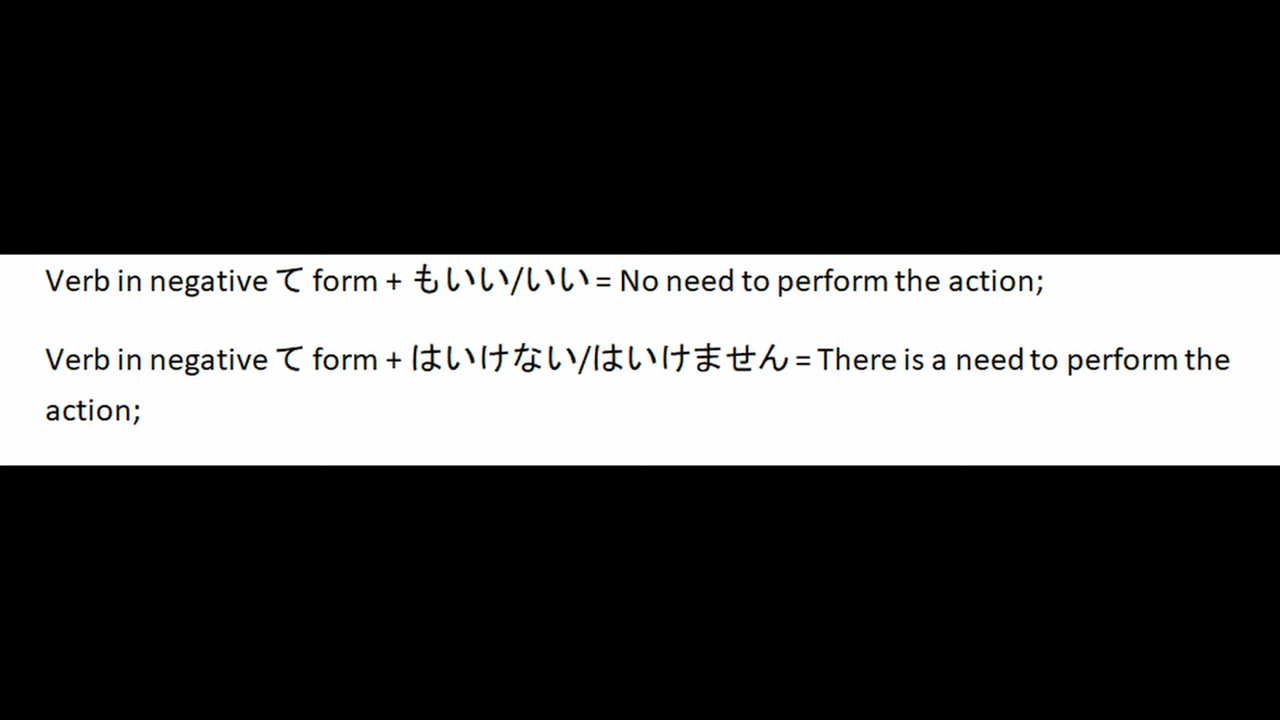 Verb in negative て form + もいい/いい = No need to perform the action;
Verb in negative て form + はいけない/はいけません = There is a need to perform the
action;